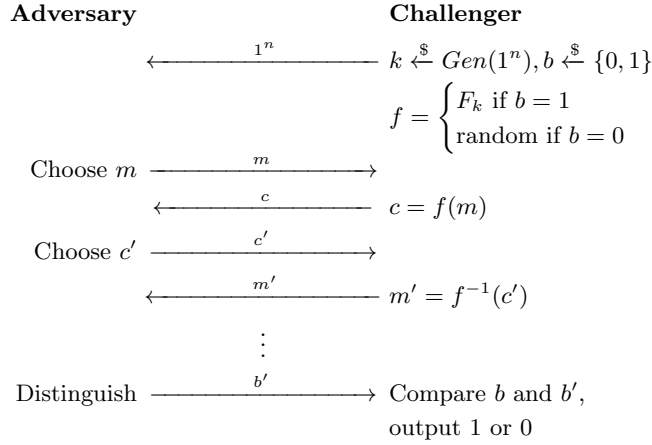 Adversary Challenger
1^n k ←$ Gen(1^n), b ←$ {0, 1}
f = { F_k if b = 1
random if b = 0
Choose m m
c c = f(m)
Choose c′ c′
m′ m′ = f^{-1}(c′)
⋮
Distinguish b′ Compare b and b′,
output 1 or 0